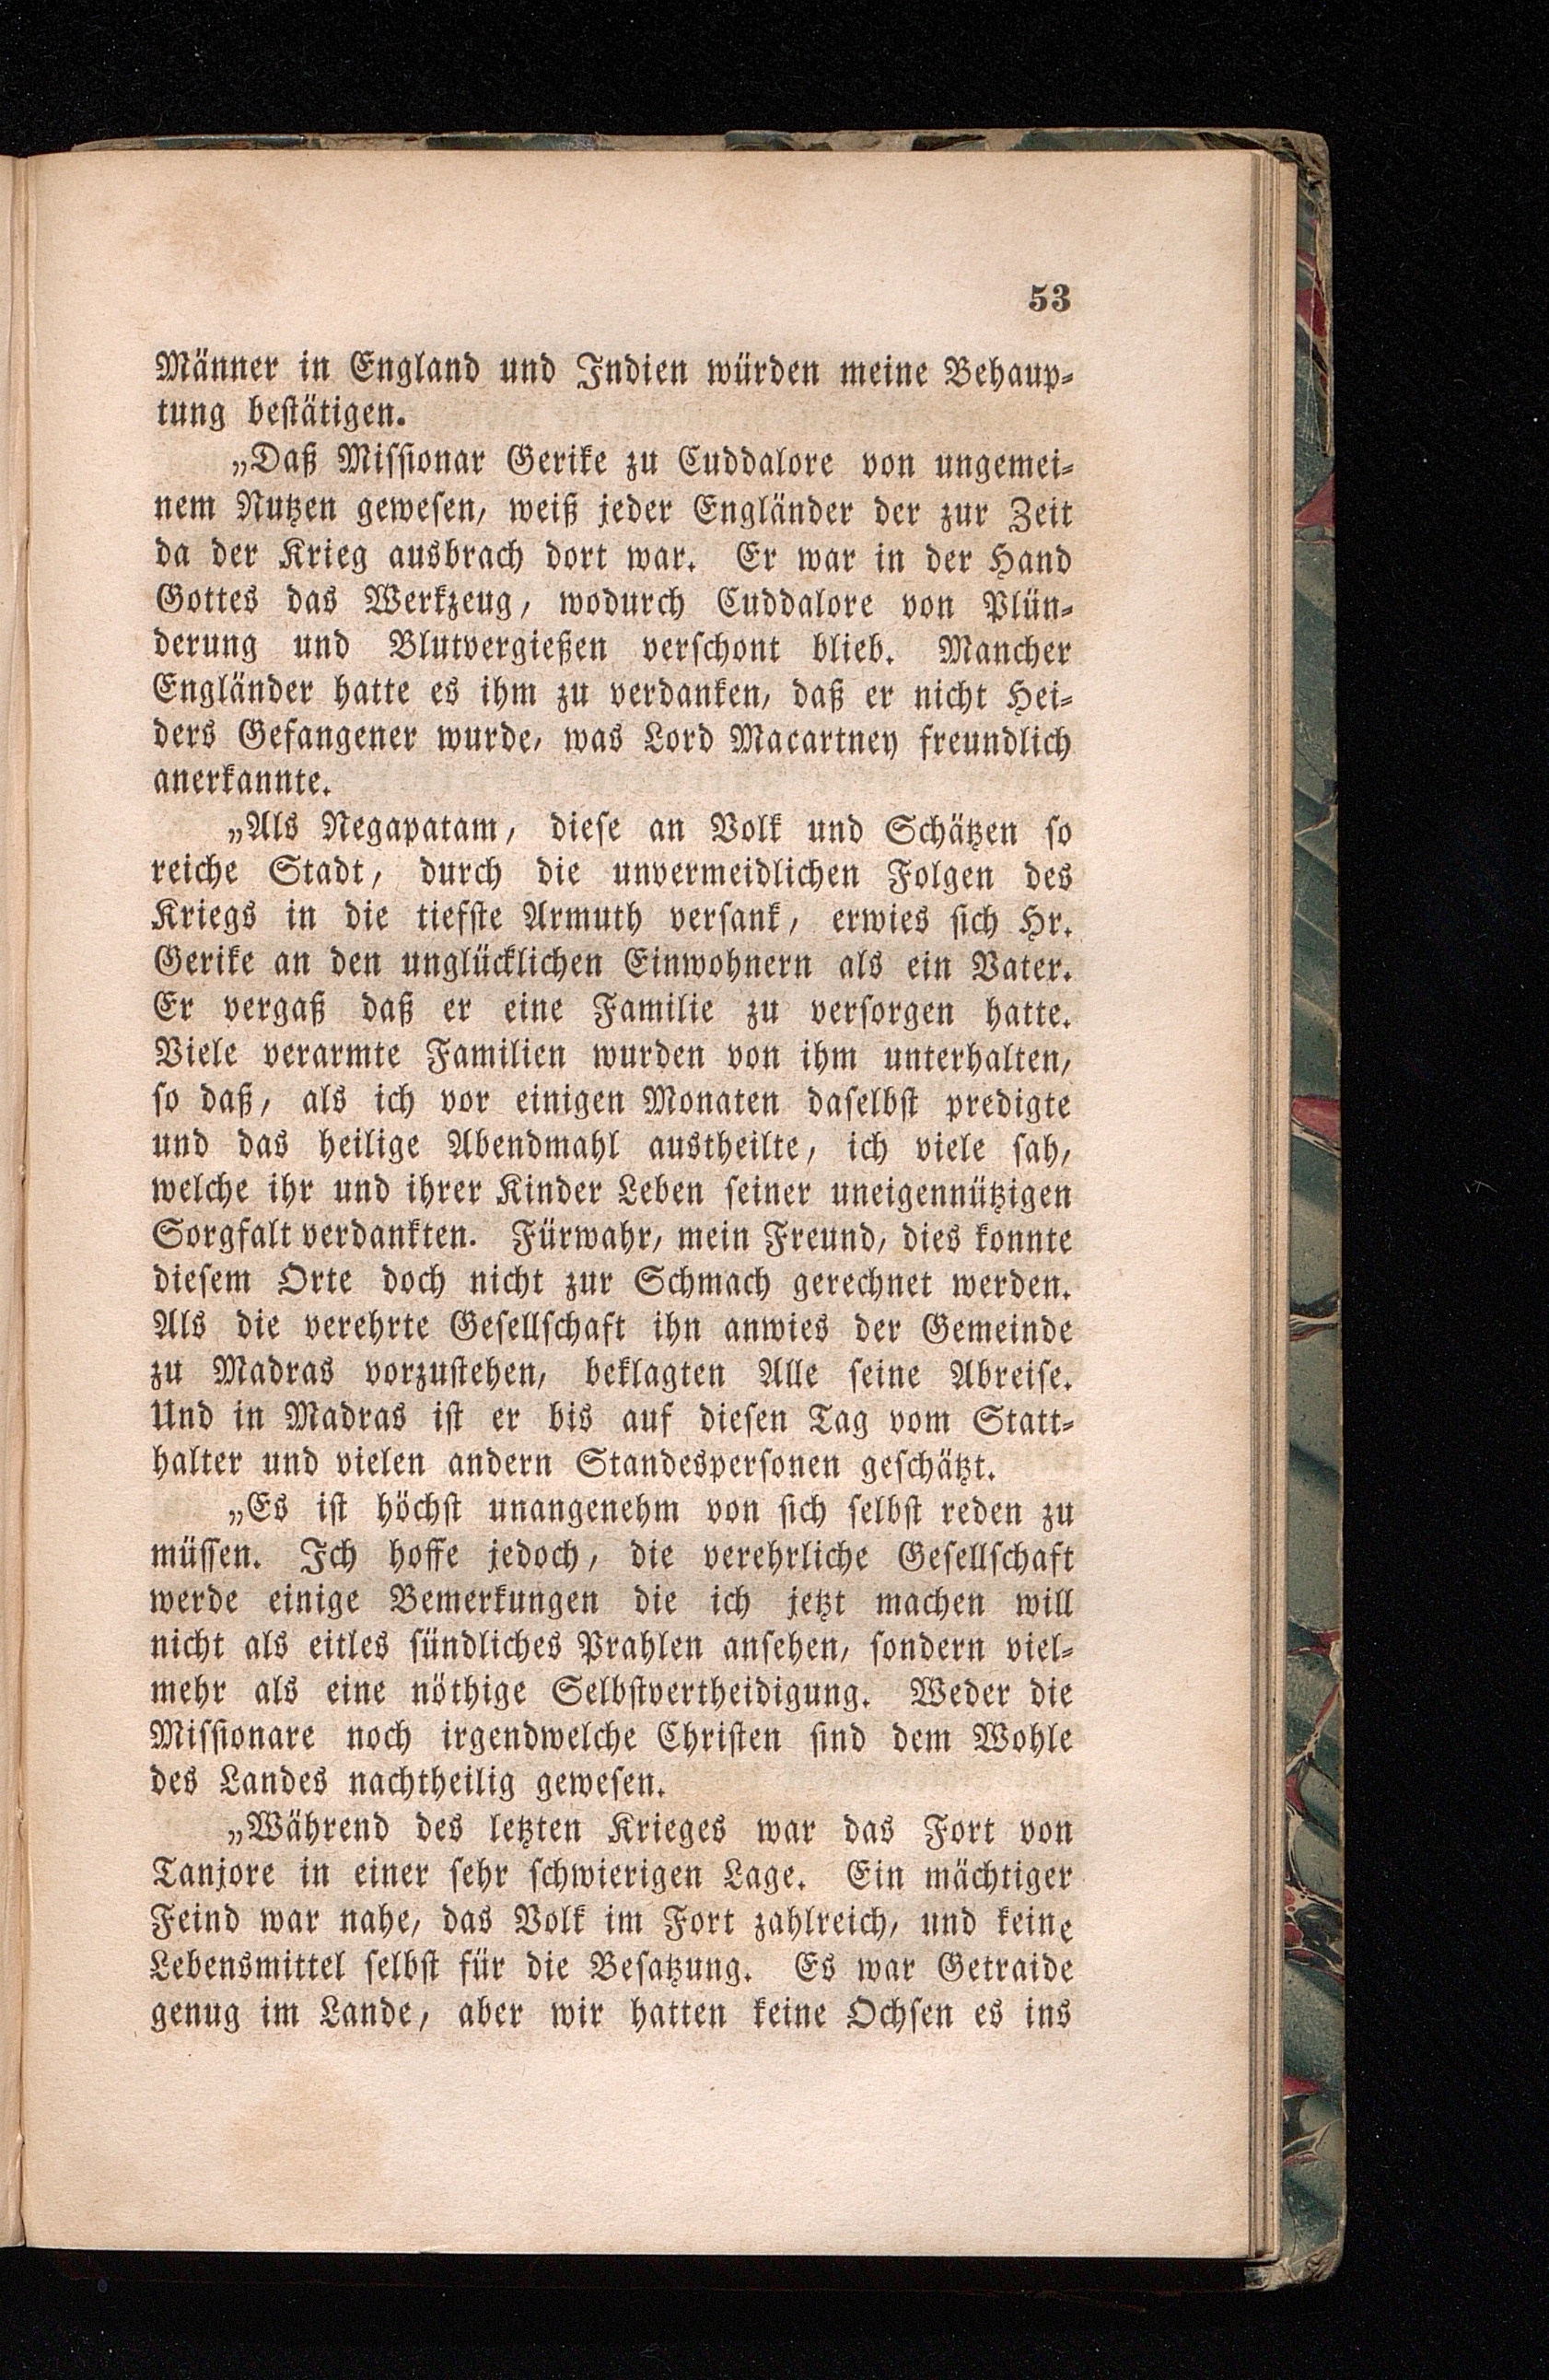 53
Männer in England und Indien würden meine Behaup-
tung bestätigen.
„Daß Missionar Gerike zu Cuddalore von ungemei-
nem Nutzen gewesen, weiß jeder Engländer der zur Zeit
da der Krieg ausbrach dort war. Er war in der Hand
Gottes das Werkzeug, wodurch Cuddalore von Plün-
derung und Blutvergießen verschont blieb. Mancher
Engländer hatte es ihm zu verdanken, daß er nicht Hei-
ders Gefangener wurde, was Lord Macartney freundlich
anerkannte.
„Als Negapatam, diese an Volk und Schätzen so
reiche Stadt, durch die unvermeidlichen Folgen des
Kriegs in die tiefste Armuth versank, erwies sich Hr.
Gerike an den unglücklichen Einwohnern als ein Vater.
Er vergaß daß er eine Familie zu versorgen hatte.
Viele verarmte Familien wurden von ihm unterhalten,
so daß, als ich vor einigen Monaten daselbst predigte
und das heilige Abendmahl austheilte, ich viele sah,
welche ihr und ihrer Kinder Leben seiner uneigennützigen
Sorgfalt verdankten. Fürwahr, mein Freund, dies konnte
diesem Orte doch nicht zur Schmach gerechnet werden.
Als die verehrte Gesellschaft ihn anwies der Gemeinde
zu Madras vorzustehen, beklagten Alle seine Abreise.
Und in Madras ist er bis auf diesen Tag vom Statt-
halter und vielen andern Standespersonen geschätzt.
„Es ist höchst unangenehm von sich selbst reden zu
müssen. Ich hoffe jedoch, die verehrliche Gesellschaft
werde einige Bemerkungen die ich jetzt machen will
nicht als eitles sündliches Prahlen ansehen, sondern viel-
mehr als eine nöthige Selbstvertheidigung. Weder die
Missionare noch irgendwelche Christen sind dem Wohle
des Landes nachtheilig gewesen.
„Während des letzten Krieges war das Fort von
Tanjore in einer sehr schwierigen Lage. Ein mächtiger
Feind war nahe, das Volk im Fort zahlreich, und keine
Lebensmittel selbst für die Besatzung. Es war Getraide
genug im Lande, aber wir hatten keine Ochsen es ins